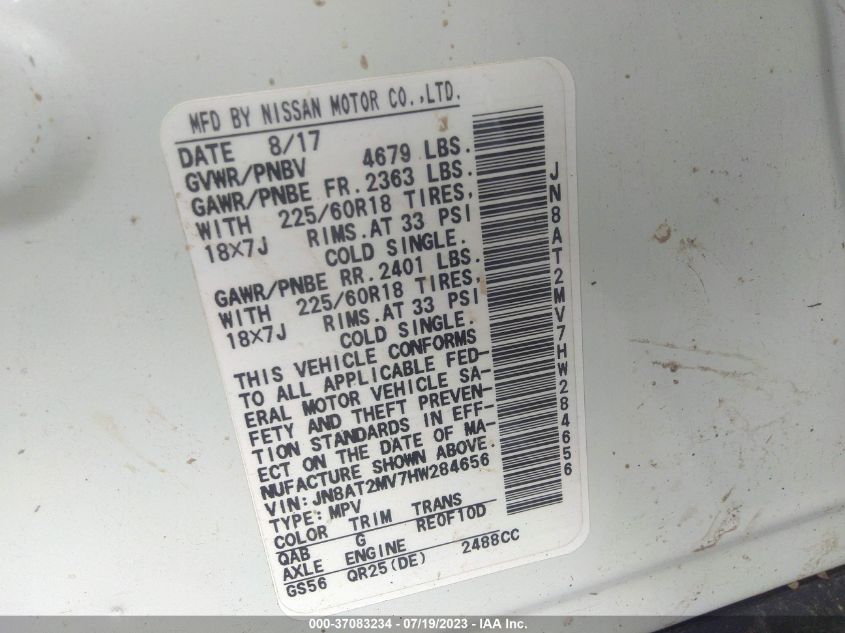 MFD BY NISSAN MOTOR CO.,LTD.
DATE 8/17
GVWR/PNBV 4679 LBS.
GAWR/PNBE FR. 2363 LBS.
WITH 225/60R18 TIRES,
18X7J RIMS.AT 33 PSI
COLD SINGLE.
GAWR/PNBE RR. 2401 LBS.
WITH 225/60R18 TIRES,
18X7J RIMS.AT 33 PSI
COLD SINGLE.
THIS VEHICLE CONFORMS
TO ALL APPLICABLE FED-
ERAL MOTOR VEHICLE SA-
FETY AND THEFT PREVEN-
TION STANDARDS IN EFF-
ECT ON THE DATE OF MA-
NUFACTURE SHOWN ABOVE.
VIN:JN8AT2MV7HW284656
TYPE:MPV
COLOR TRIM TRANS
QAB G RE0F10D
AXLE ENGINE
GS56 QR25(DE) 2488CC
JN8AT2MV7HW284656
000-37083234 - 07/19/2023 - IAA Inc.